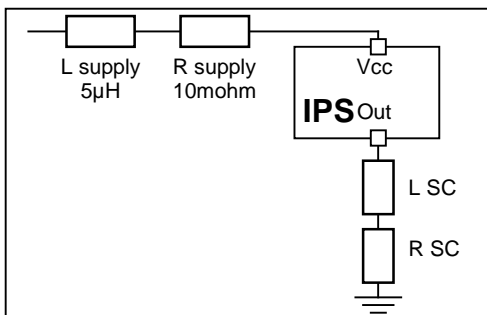 L supply
5µH
R supply
10mohm
Vcc
IPS Out
L SC
R SC